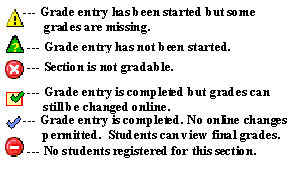 --- Grade entry has been started but some
grades are missing.
--- Grade entry has not been started.
--- Section is not gradable.
--- Grade entry is completed but grades can
still be changed online.
--- Grade entry is completed. No online changes
permitted. Students can view final grades.
--- No students registered for this section.